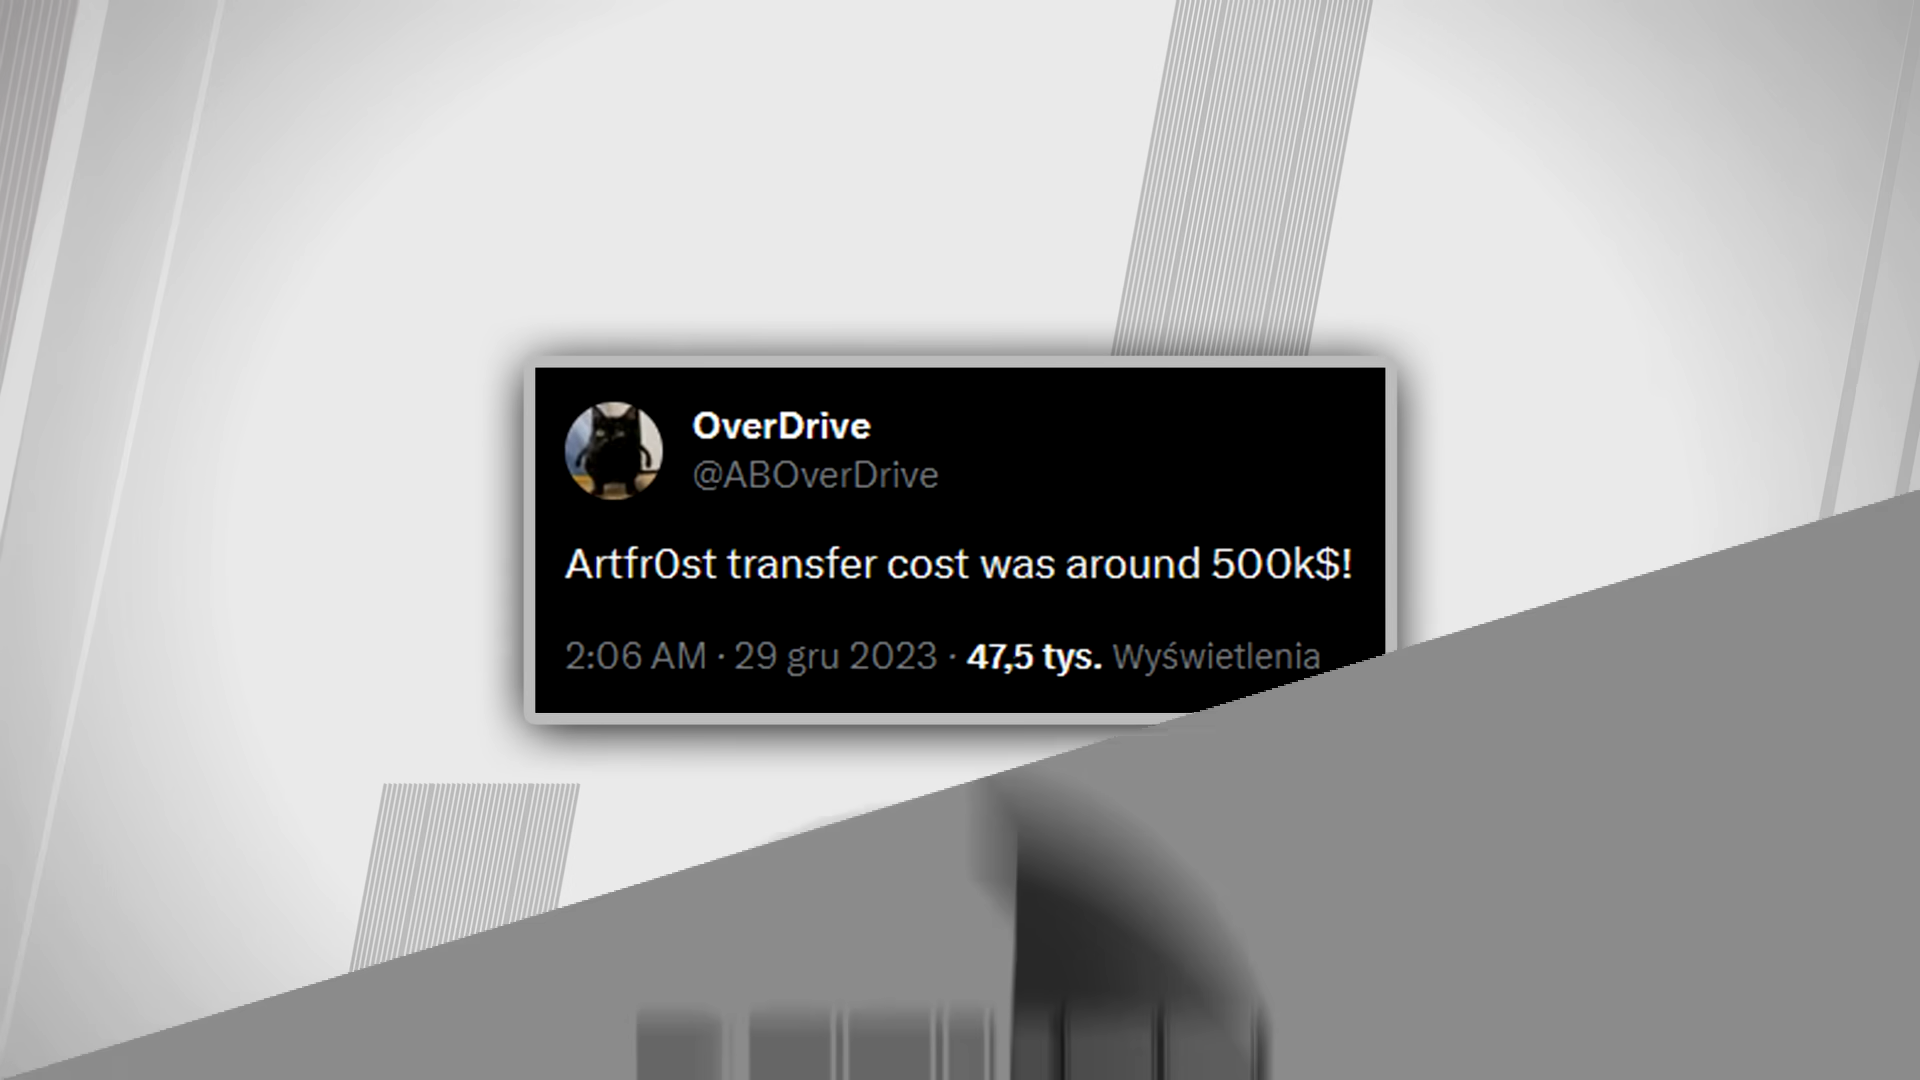 OverDrive
@ABOverDrive
Artfr0st transfer cost was around 500k$!
2:06 AM · 29 gru 2023 · 47,5 tys. Wyświetlenia